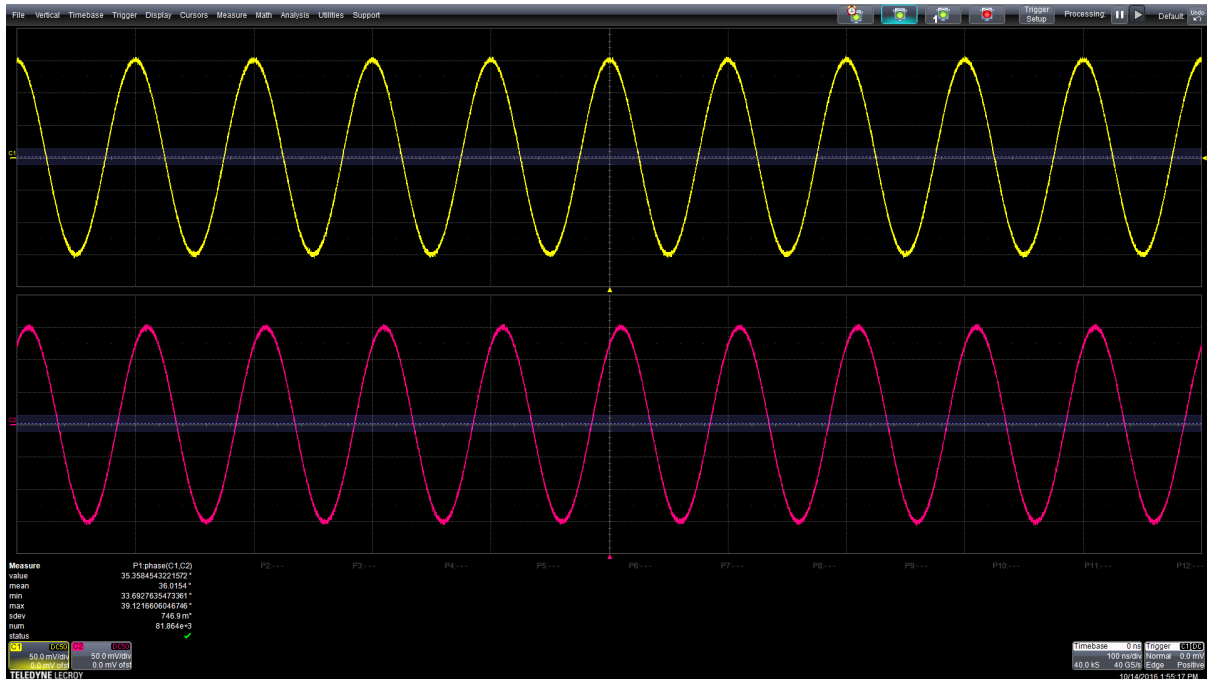 File Vertical Timebase Trigger Display Cursors Measure Math Analysis Utilities Support
1
Trigger Setup
Processing:
Default
Undo
C1
C2
Measure P1:phase(C1,C2) P2:--- P3:--- P4:--- P5:--- P6:--- P7:--- P8:--- P9:--- P10:--- P11:--- P12:---
value 35.3584543221572 °
mean 36.0154 °
min 33.6927635473361 °
max 39.1216606046746 °
sdev 746.9 m°
num 81.864e+3
status ✓
C1 DC50 C2 DC50 Timebase 0 ns Trigger C1 DC
50.0 mV/div 50.0 mV/div 100 ns/div Normal 0.0 mV
0.0 mV ofst 0.0 mV ofst 40.0 kS 40 GS/s Edge Positive
TELEDYNE LECROY 10/14/2016 1:55:17 PM